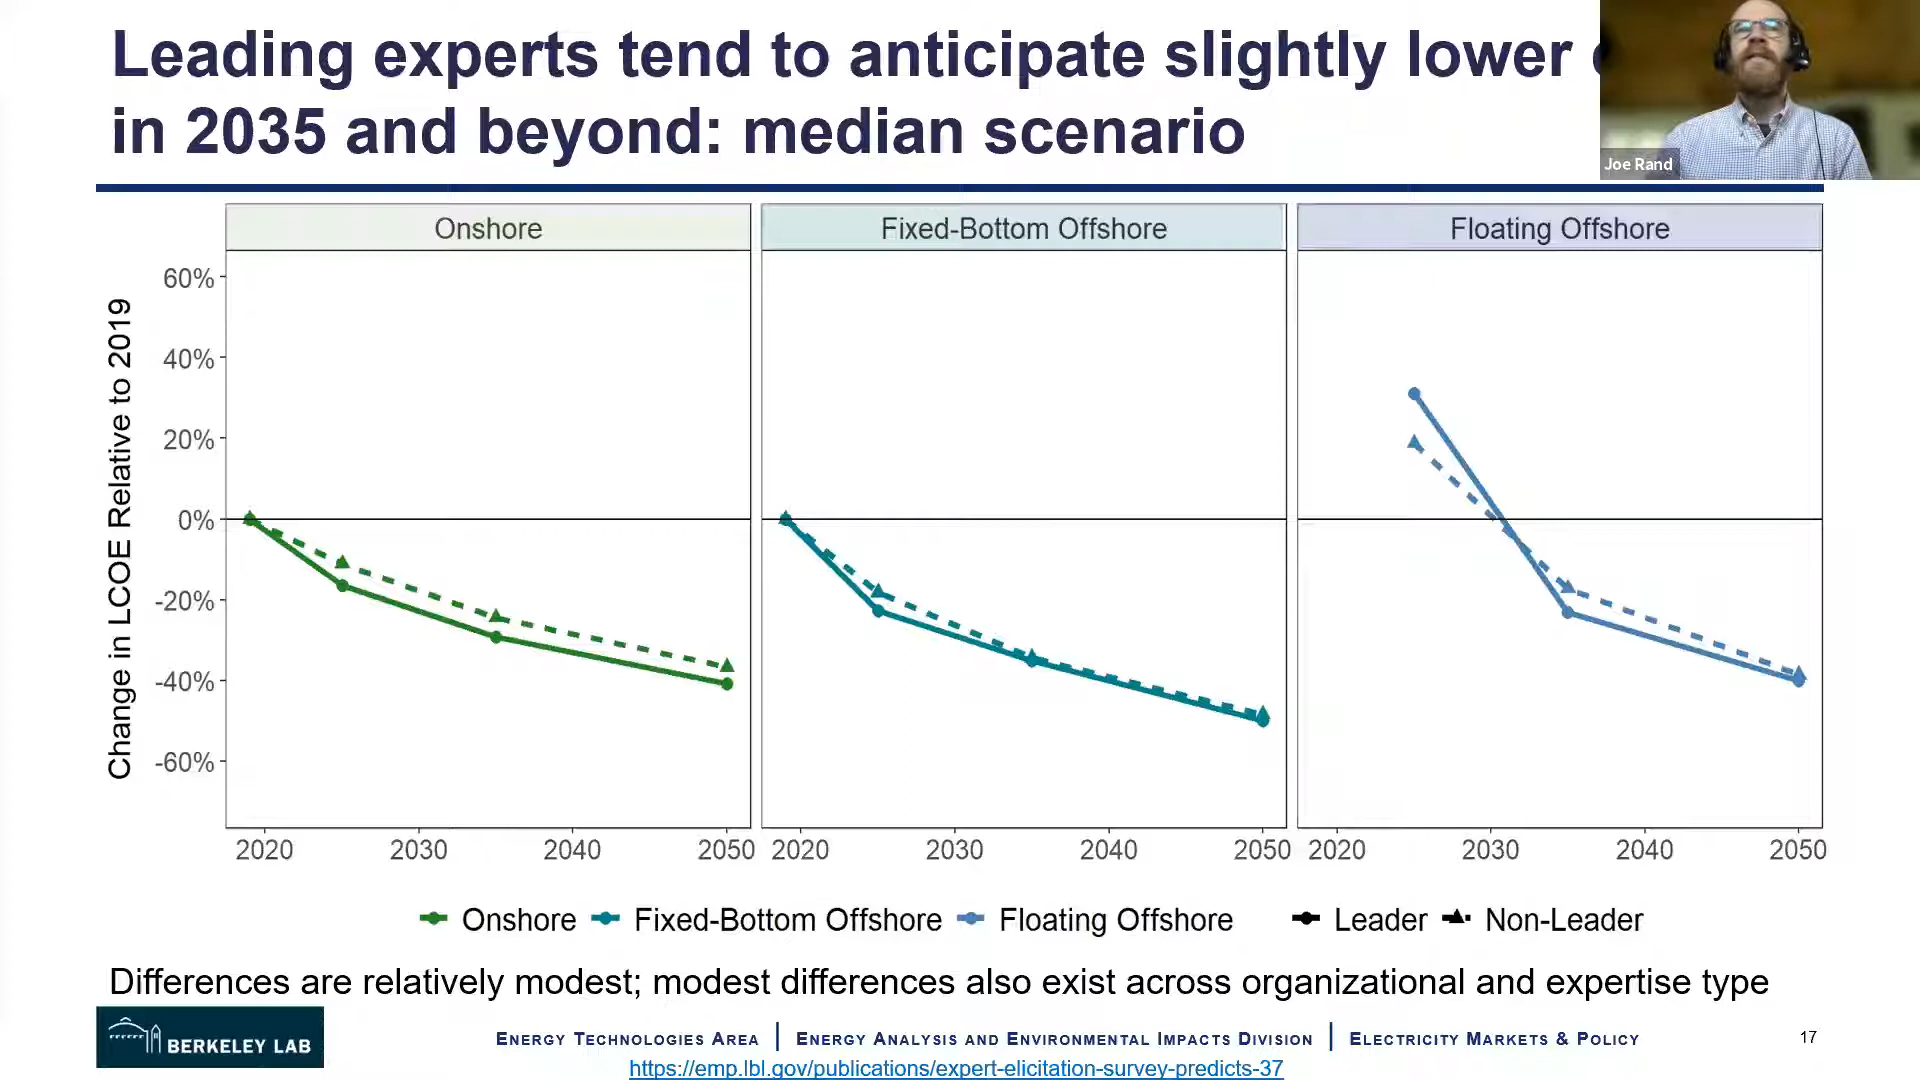 Leading experts tend to anticipate slightly lower
in 2035 and beyond: median scenario
Joe Rand
Onshore
Fixed-Bottom Offshore
Floating Offshore
Change in LCOE Relative to 2019
60%
40%
20%
0%
-20%
-40%
-60%
2020 2030 2040 2050
2020 2030 2040 2050
2020 2030 2040 2050
Onshore Fixed-Bottom Offshore Floating Offshore Leader Non-Leader
Differences are relatively modest; modest differences also exist across organizational and expertise type
BERKELEY LAB
ENERGY TECHNOLOGIES AREA | ENERGY ANALYSIS AND ENVIRONMENTAL IMPACTS DIVISION | ELECTRICITY MARKETS & POLICY
17
https://emp.lbl.gov/publications/expert-elicitation-survey-predicts-37